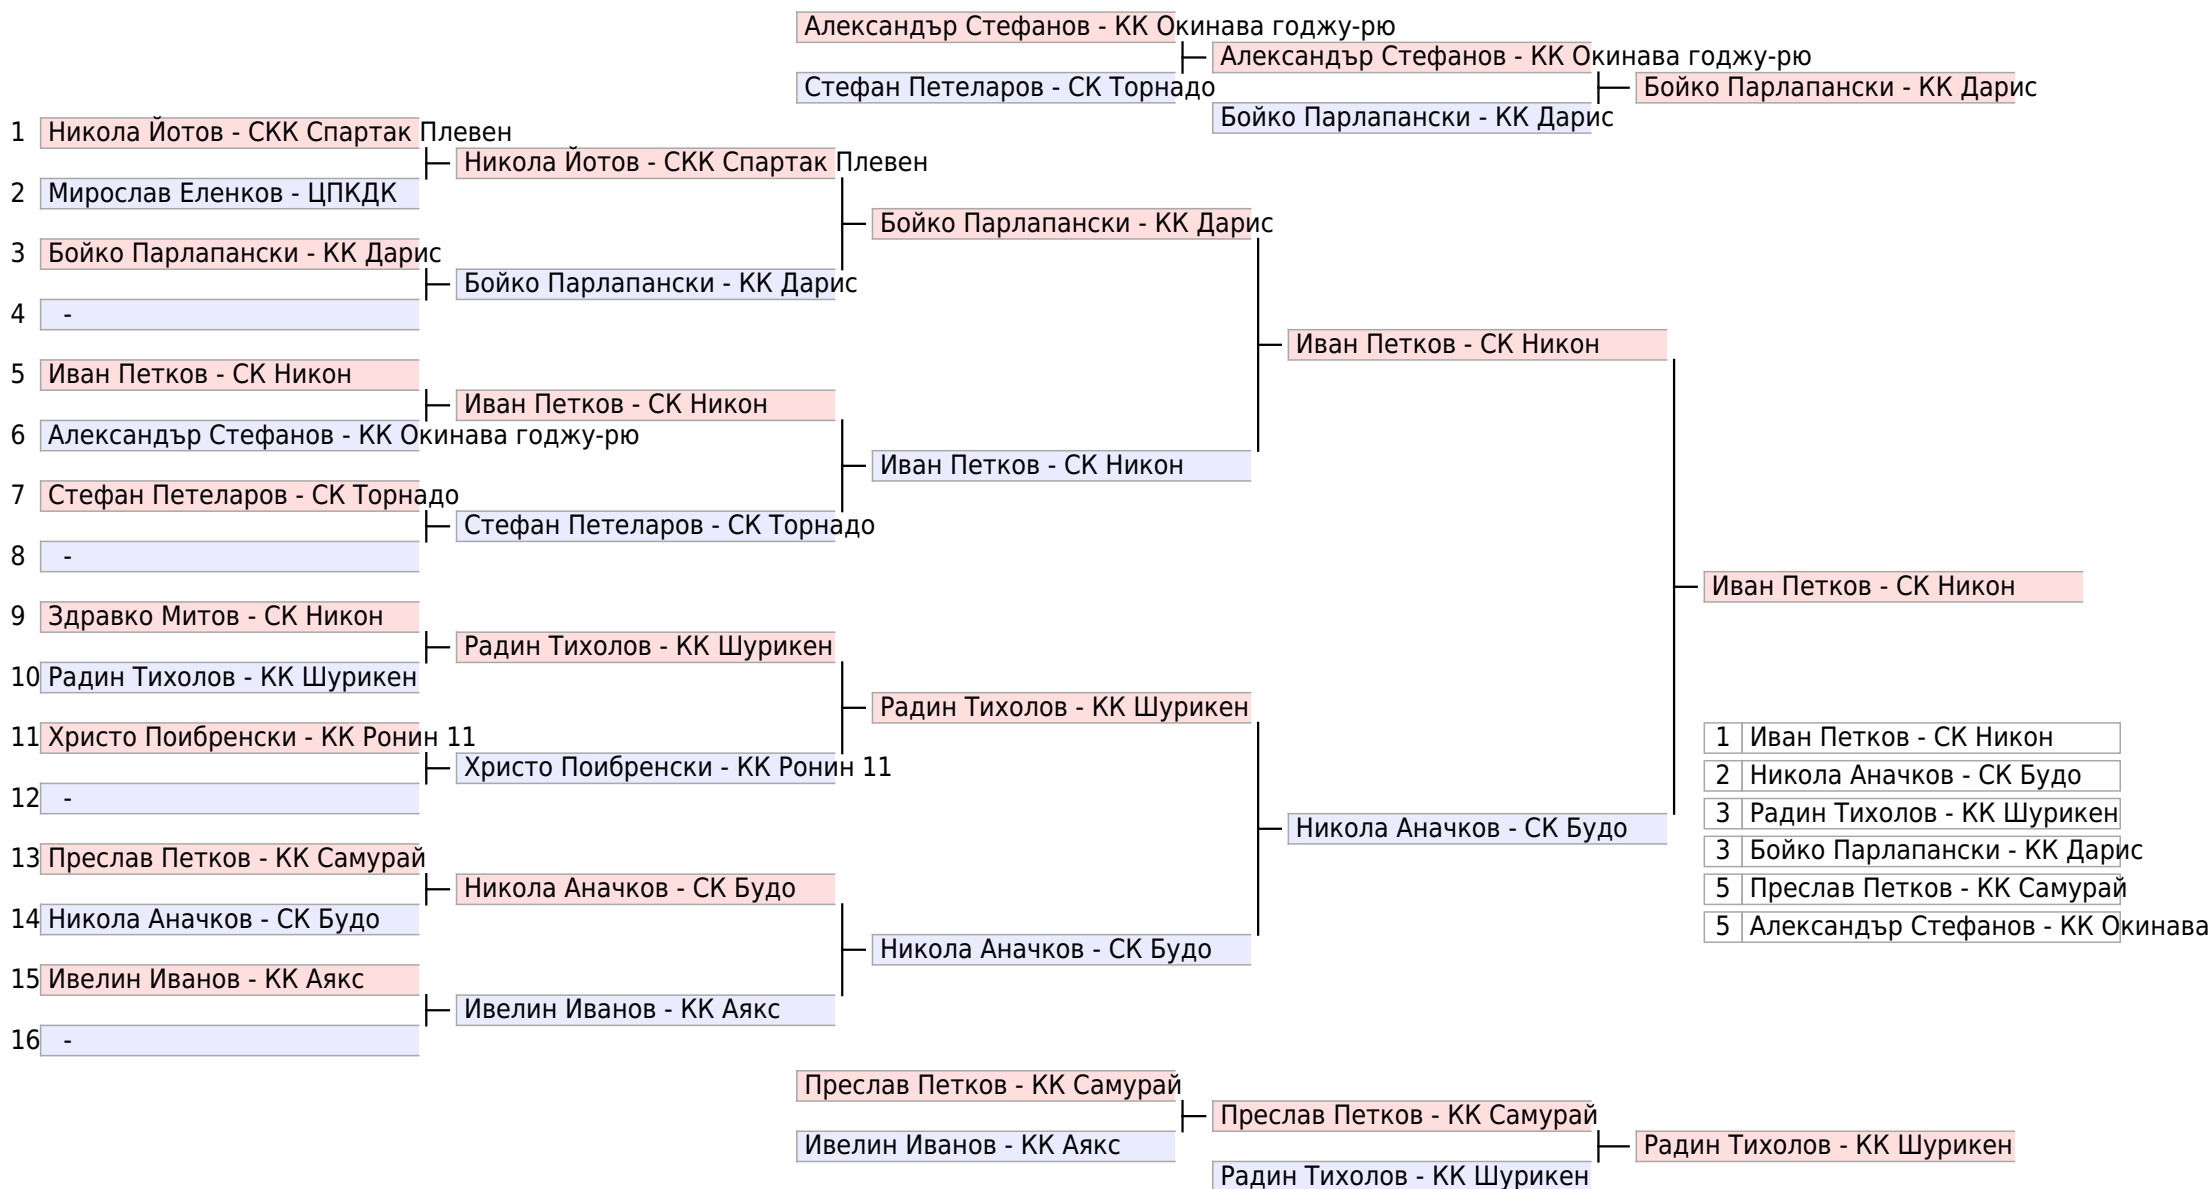 Александър Стефанов - КК Окинава годжу-рю
Александър Стефанов - КК Окинава годжу-рю
Стефан Петеларов - СК Торнадо
Бойко Парлапански - КК Дарис
Бойко Парлапански - КК Дарис
1 Никола Йотов - СКК Спартак Плевен
Никола Йотов - СКК Спартак Плевен
2 Мирослав Еленков - ЦПКДК
Бойко Парлапански - КК Дарис
3 Бойко Парлапански - КК Дарис
Бойко Парлапански - КК Дарис
4 -
Иван Петков - СК Никон
5 Иван Петков - СК Никон
Иван Петков - СК Никон
6 Александър Стефанов - КК Окинава годжу-рю
Иван Петков - СК Никон
7 Стефан Петеларов - СК Торнадо
Стефан Петеларов - СК Торнадо
8 -
Иван Петков - СК Никон
9 Здравко Митов - СК Никон
Радин Тихолов - КК Шурикен
10 Радин Тихолов - КК Шурикен
Радин Тихолов - КК Шурикен
11 Христо Поибренски - КК Ронин 11
Христо Поибренски - КК Ронин 11
12 -
Никола Аначков - СК Будо
13 Преслав Петков - КК Самурай
Никола Аначков - СК Будо
14 Никола Аначков - СК Будо
Никола Аначков - СК Будо
15 Ивелин Иванов - КК Аякс
Ивелин Иванов - КК Аякс
16 -
1 Иван Петков - СК Никон
2 Никола Аначков - СК Будо
3 Радин Тихолов - КК Шурикен
3 Бойко Парлапански - КК Дарис
5 Преслав Петков - КК Самурай
5 Александър Стефанов - КК Окинава
Преслав Петков - КК Самурай
Преслав Петков - КК Самурай
Ивелин Иванов - КК Аякс
Радин Тихолов - КК Шурикен
Радин Тихолов - КК Шурикен